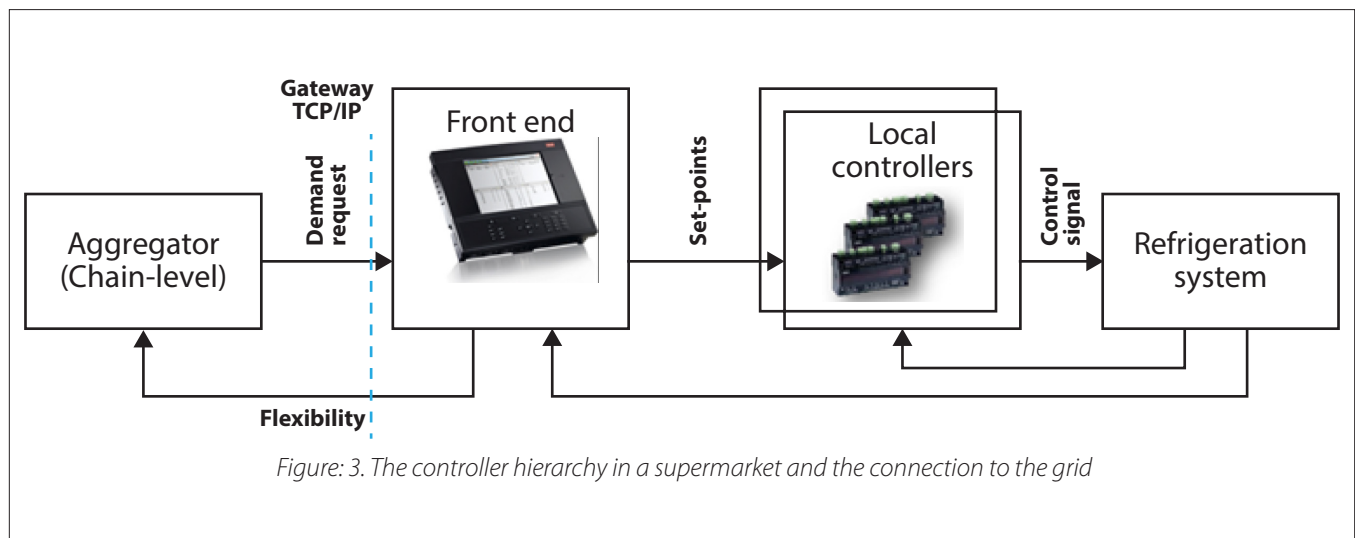 Gateway
TCP/IP
Front end
Local
controllers
Demand
request
Set-points
Control
signal
Aggregator
(Chain-level)
Refrigeration
system
Flexibility
Figure: 3. The controller hierarchy in a supermarket and the connection to the grid